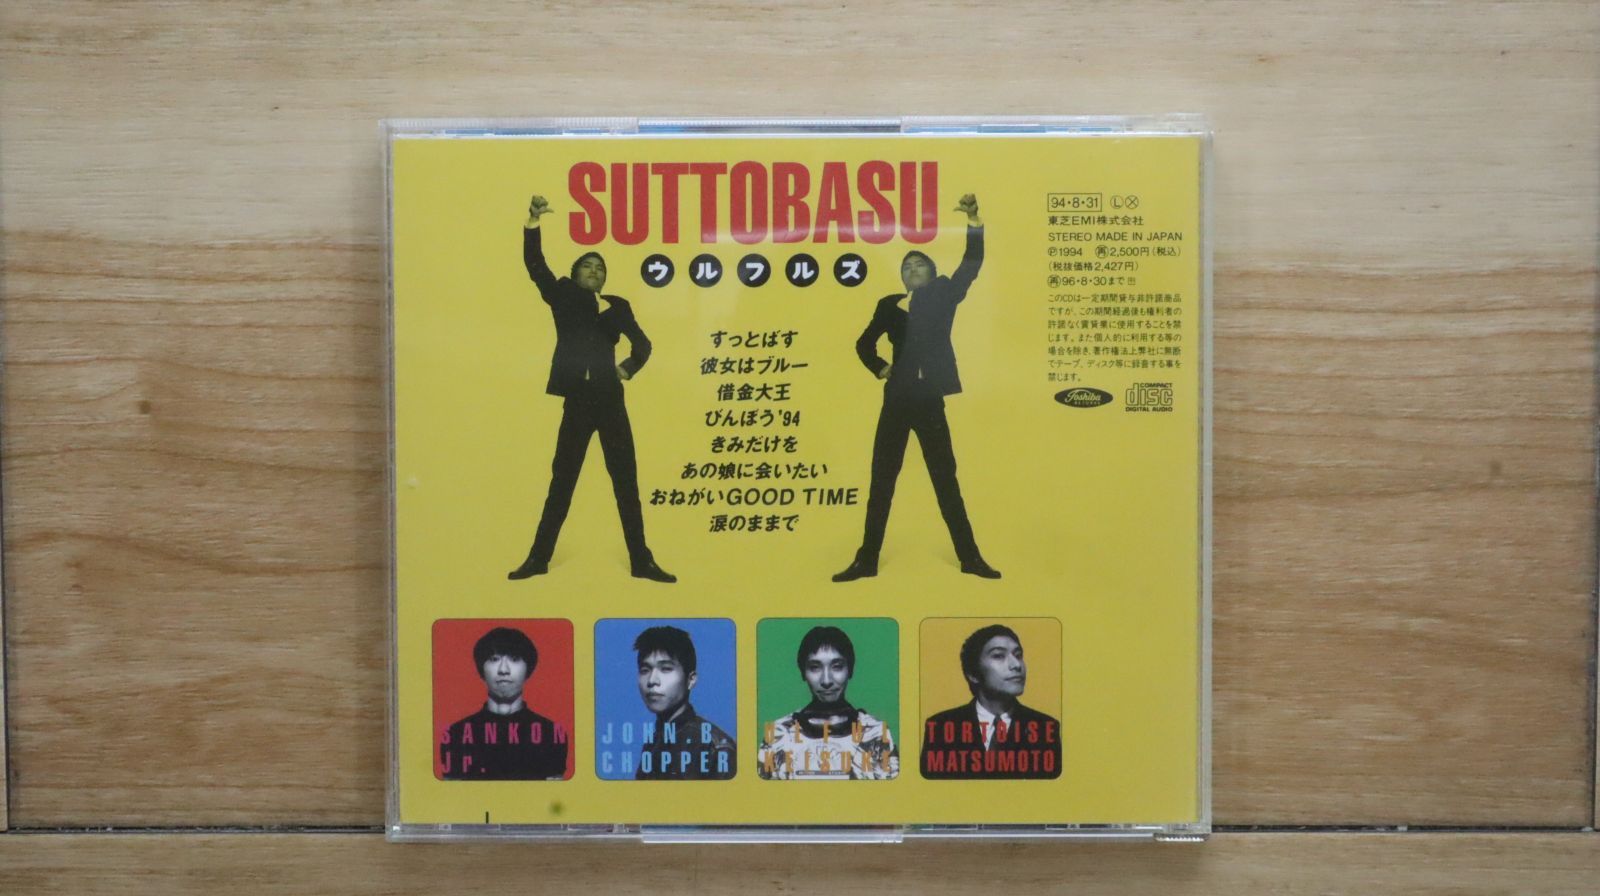 SUTTOBASU
ウルフルズ
すっとばす
彼女はブルー
借金大王
びんぼう'94
きみだけを
あの娘に会いたい
おねがいGOOD TIME
涙のままで
94・8・31 Ⓛ Ⓧ
東芝EMI株式会社
STEREO MADE IN JAPAN
Ⓟ1994 再2,500円(税込)
(税抜価格2,427円)
再96・8・30まで
このCDは一定期間貸与非許諾商品
ですが、この期間経過後も権利者の
許諾なく賃貸業に使用することを禁
じます。また個人的に利用する等の
場合を除き、著作権法上弊社に無断
でテープ、ディスク等に録音する事を
禁じます。
Toshiba
RECORDS
COMPACT
disc
DIGITAL AUDIO
SANKON
Jr.
JOHN.B.
CHOPPER
ULFUL
KEISUKE
TORTOISE
MATSUMOTO